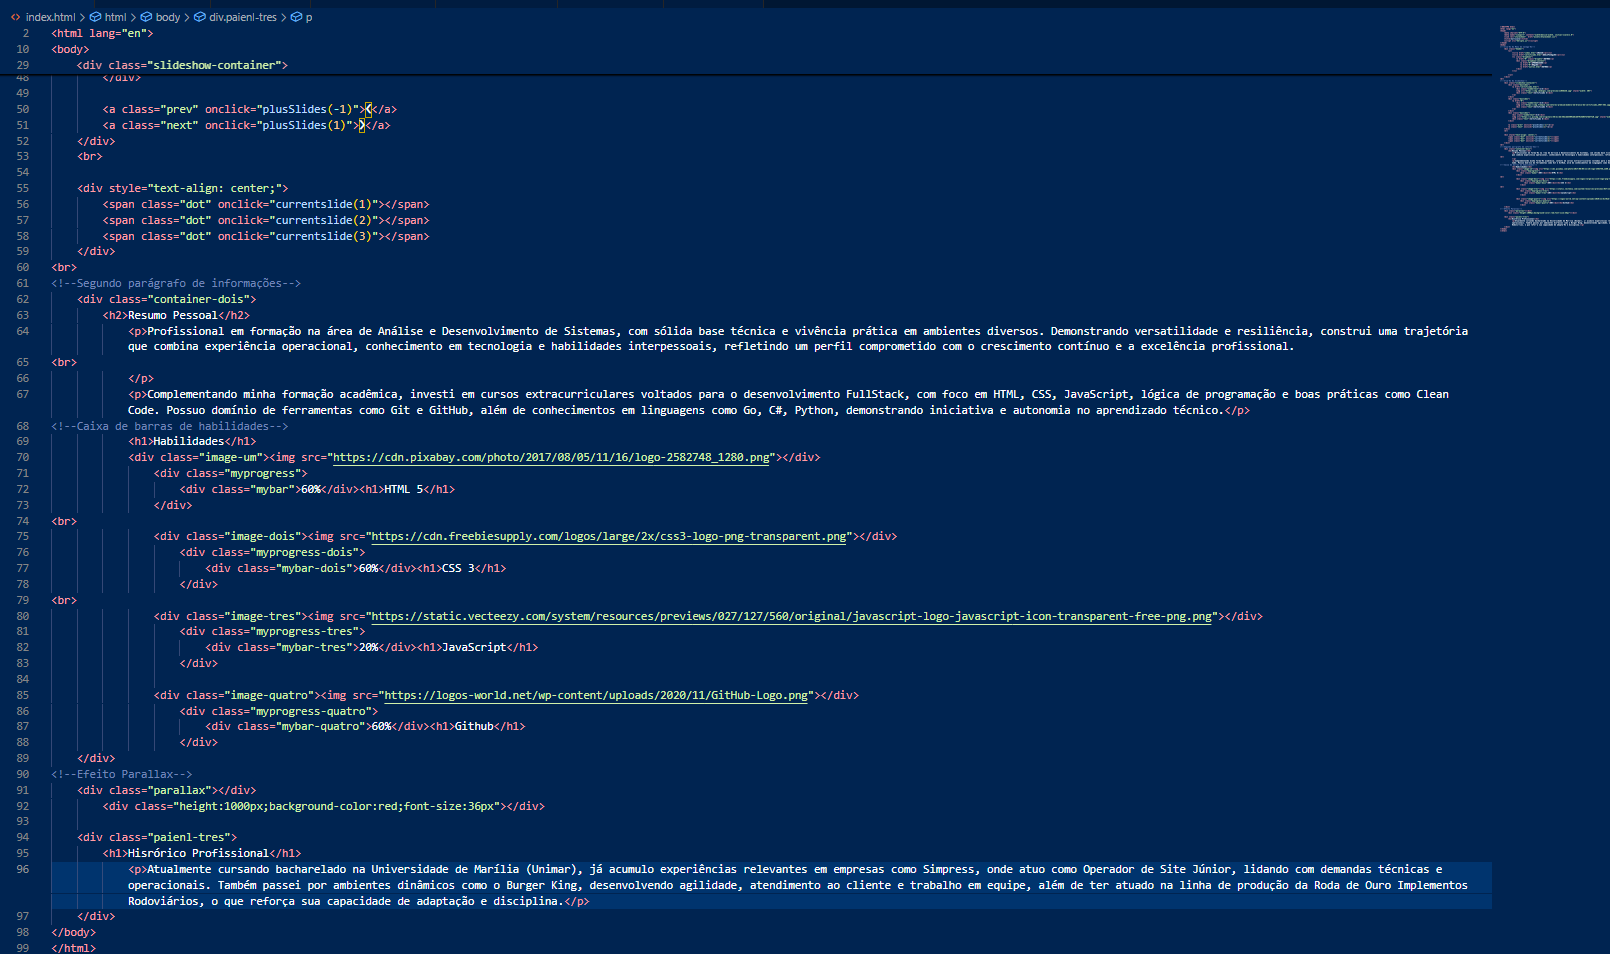 index.html > html > body > div.paienl-tres > p
2 <html lang="en">
10 <body>
29 <div class="slideshow-container">
48 </div>
49
50 <a class="prev" onclick="plusSlides(-1)">❮</a>
51 <a class="next" onclick="plusSlides(1)">❯</a>
52 </div>
53 <br>
54
55 <div style="text-align: center;">
56 <span class="dot" onclick="currentslide(1)"></span>
57 <span class="dot" onclick="currentslide(2)"></span>
58 <span class="dot" onclick="currentslide(3)"></span>
59 </div>
60 <br>
61 <!--Segundo parágrafo de informações-->
62 <div class="container-dois">
63 <h2>Resumo Pessoal</h2>
64 <p>Profissional em formação na área de Análise e Desenvolvimento de Sistemas, com sólida base técnica e vivência prática em ambientes diversos. Demonstrando versatilidade e resiliência, construi uma trajetória
que combina experiência operacional, conhecimento em tecnologia e habilidades interpessoais, refletindo um perfil comprometido com o crescimento contínuo e a excelência profissional.
65 <br>
66 </p>
67 <p>Complementando minha formação acadêmica, investi em cursos extracurriculares voltados para o desenvolvimento FullStack, com foco em HTML, CSS, JavaScript, lógica de programação e boas práticas como Clean
Code. Possuo domínio de ferramentas como Git e GitHub, além de conhecimentos em linguagens como Go, C#, Python, demonstrando iniciativa e autonomia no aprendizado técnico.</p>
68 <!--Caixa de barras de habilidades-->
69 <h1>Habilidades</h1>
70 <div class="image-um"><img src="https://cdn.pixabay.com/photo/2017/08/05/11/16/logo-2582748_1280.png"></div>
71 <div class="myprogress">
72 <div class="mybar">60%</div><h1>HTML 5</h1>
73 </div>
74 <br>
75 <div class="image-dois"><img src="https://cdn.freebiesupply.com/logos/large/2x/css3-logo-png-transparent.png"></div>
76 <div class="myprogress-dois">
77 <div class="mybar-dois">60%</div><h1>CSS 3</h1>
78 </div>
79 <br>
80 <div class="image-tres"><img src="https://static.vecteezy.com/system/resources/previews/027/127/560/original/javascript-logo-javascript-icon-transparent-free-png.png"></div>
81 <div class="myprogress-tres">
82 <div class="mybar-tres">20%</div><h1>JavaScript</h1>
83 </div>
84
85 <div class="image-quatro"><img src="https://logos-world.net/wp-content/uploads/2020/11/GitHub-Logo.png"></div>
86 <div class="myprogress-quatro">
87 <div class="mybar-quatro">60%</div><h1>Github</h1>
88 </div>
89 </div>
90 <!--Efeito Parallax-->
91 <div class="parallax"></div>
92 <div class="height:1000px;background-color:red;font-size:36px"></div>
93
94 <div class="paienl-tres">
95 <h1>Hisrórico Profissional</h1>
96 <p>Atualmente cursando bacharelado na Universidade de Marília (Unimar), já acumulo experiências relevantes em empresas como Simpress, onde atuo como Operador de Site Júnior, lidando com demandas técnicas e
operacionais. Também passei por ambientes dinâmicos como o Burger King, desenvolvendo agilidade, atendimento ao cliente e trabalho em equipe, além de ter atuado na linha de produção da Roda de Ouro Implementos
Rodoviários, o que reforça sua capacidade de adaptação e disciplina.</p>
97 </div>
98 </body>
99 </html>